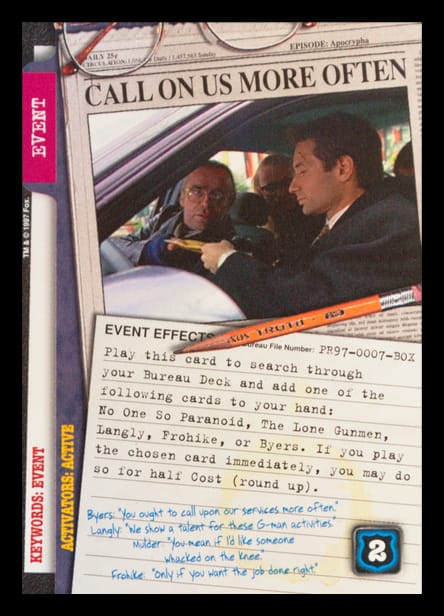 EPISODE: Apocrypha
DAILY 25¢
CALL ON US MORE OFTEN
EVENT
TM & © 1997 Fox.
TRUTH
EVENT EFFECTS
Bureau File Number: PR97-0007-BOX
Play this card to search through
your Bureau Deck and add one of the
following cards to your hand:
No One So Paranoid, The Lone Gunmen,
Langly, Frohike, or Byers. If you play
the chosen card immediately, you may do
so for half Cost (round up).
Byers: "You ought to call upon our services more often."
Langly: "We show a talent for these G-man activities."
Mulder: "You mean if I'd like someone
whacked on the knee."
Frohike: "Only if you want the job done right."
2
KEYWORDS: EVENT
ACTIVATORS: ACTIVE